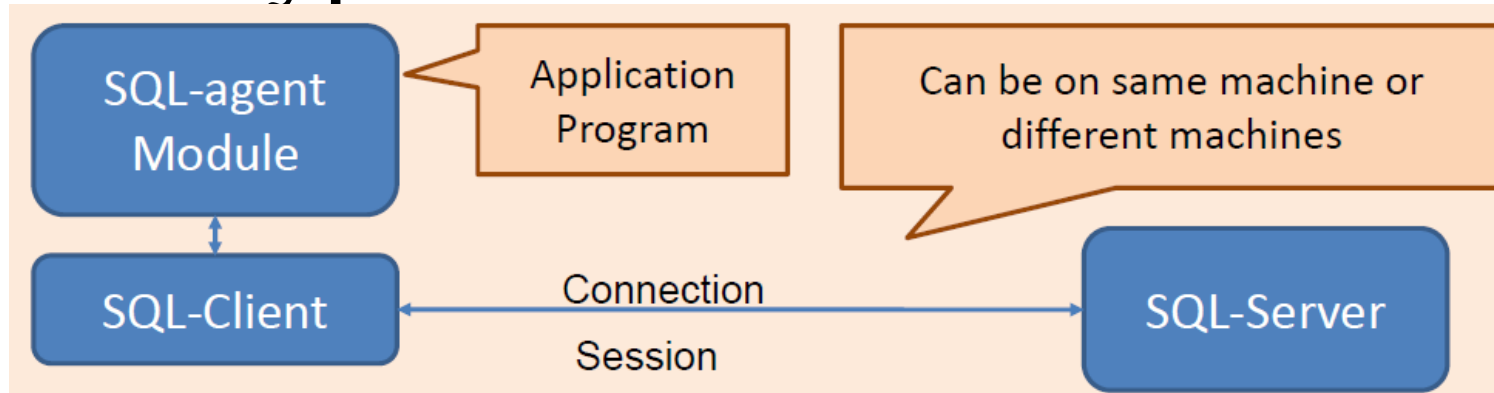 SQL-agent
Module
Application
Program
Can be on same machine or
different machines
SQL-Client
Connection
Session
SQL-Server